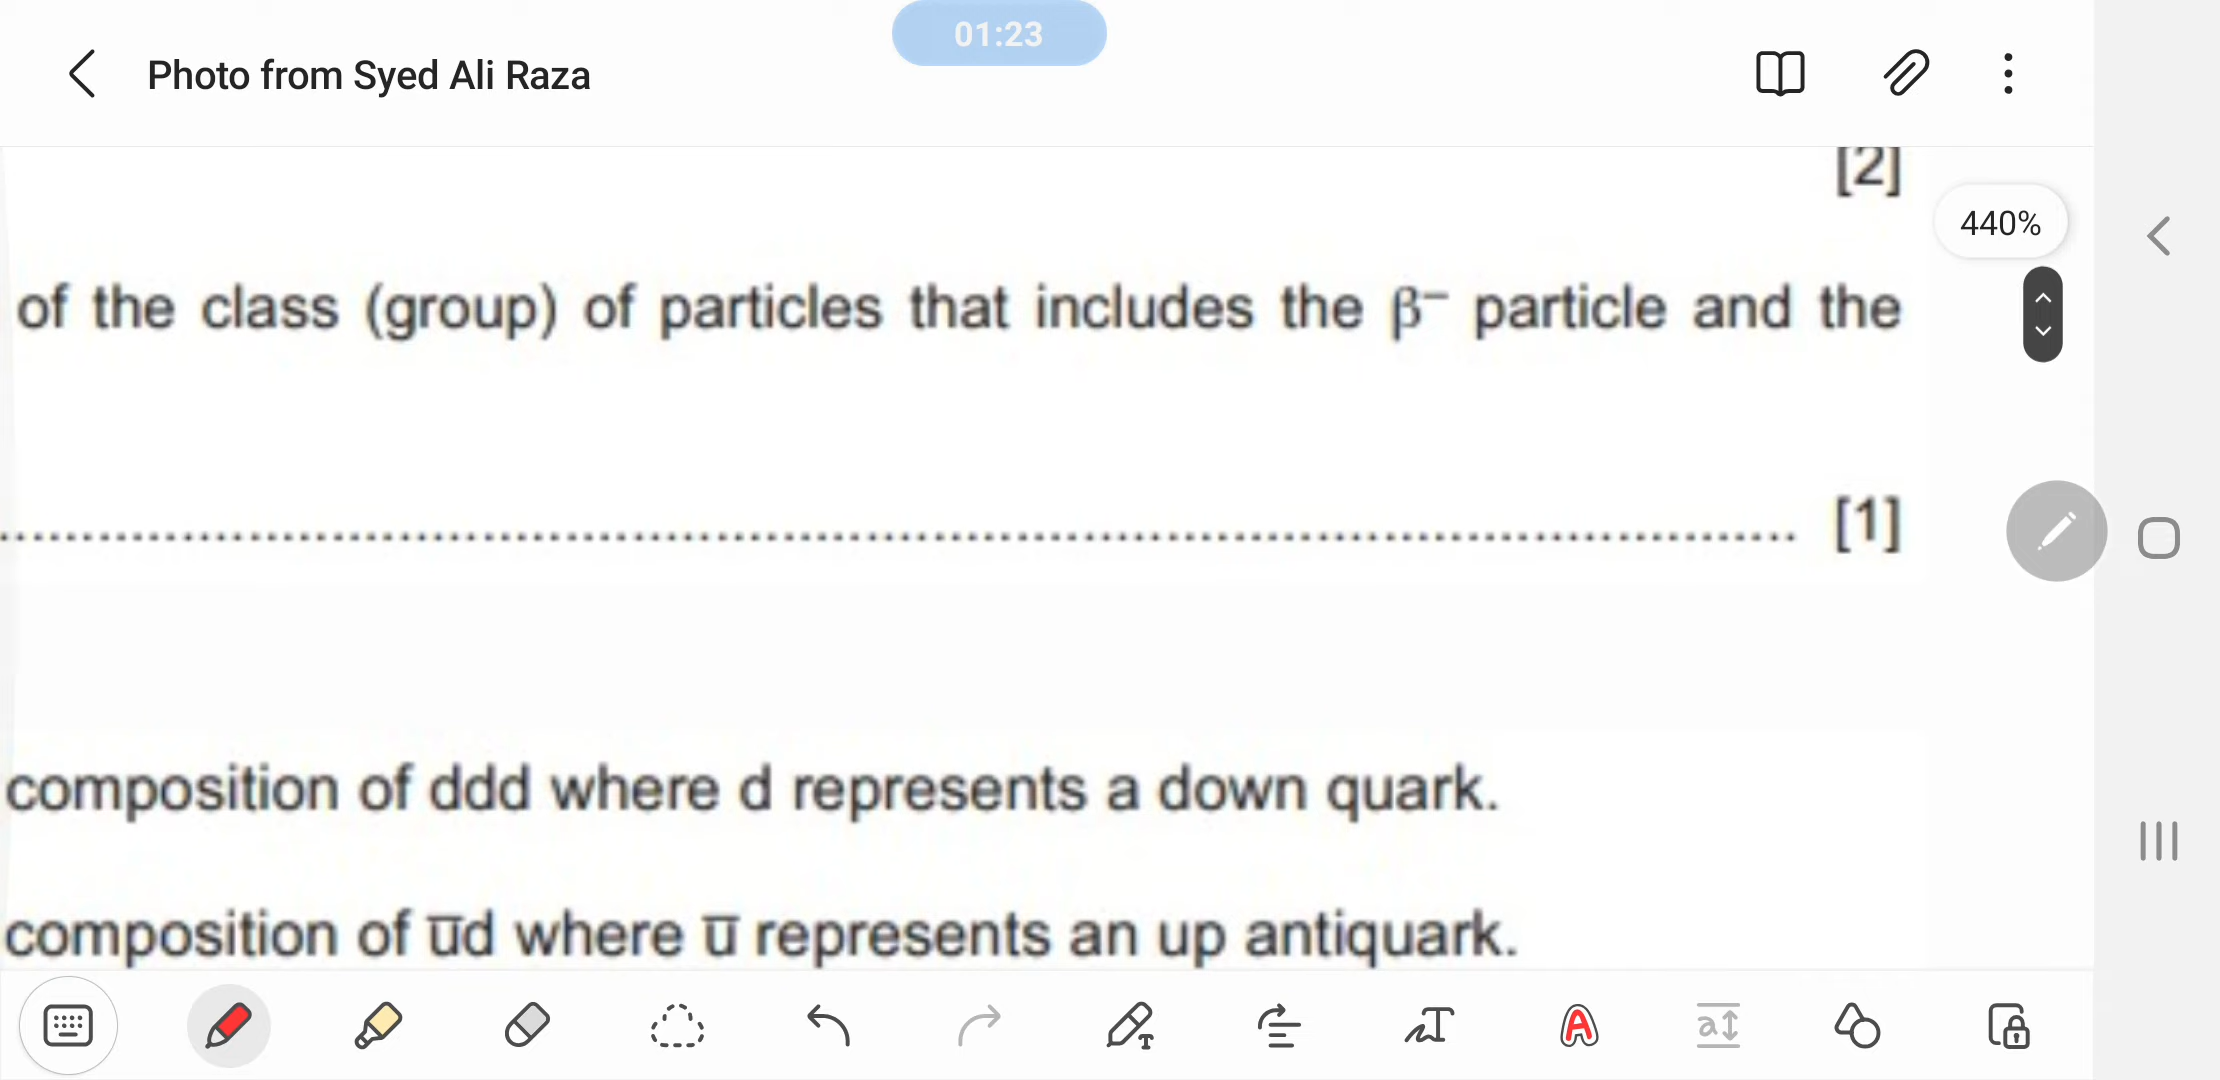 01:23
Photo from Syed Ali Raza
[2]
440%
of the class (group) of particles that includes the β⁻ particle and the
[1]
composition of ddd where d represents a down quark.
composition of u̅d where u̅ represents an up antiquark.